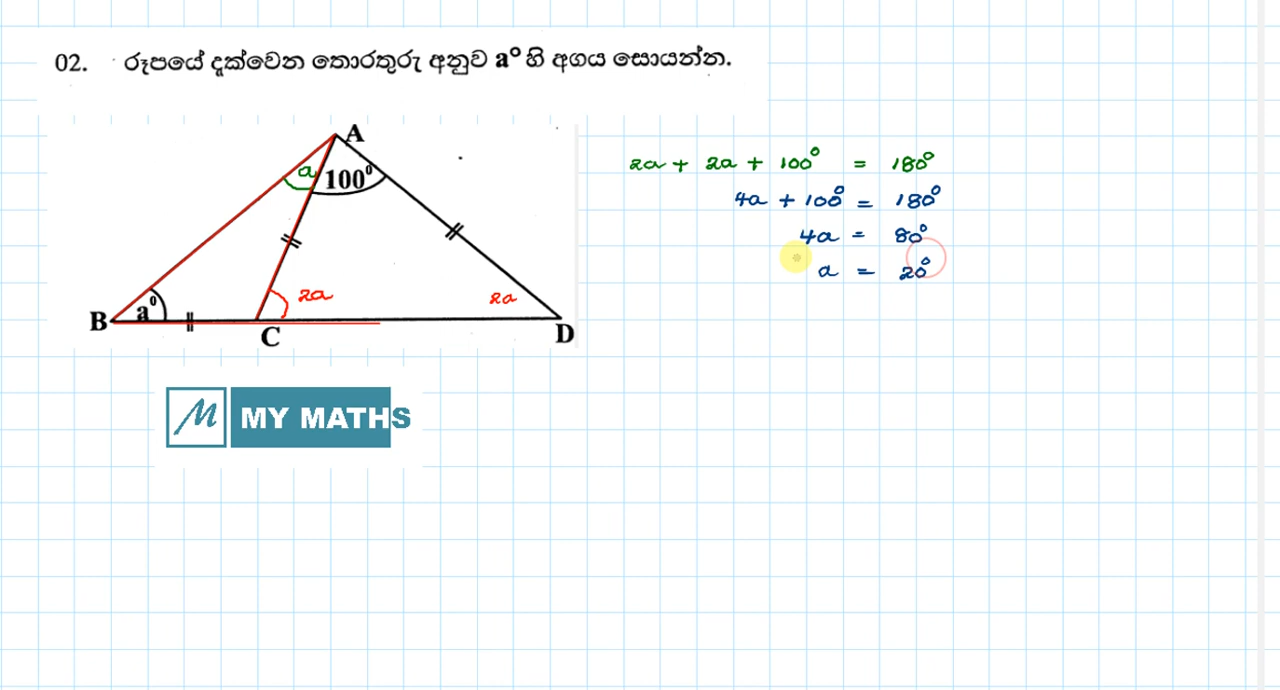 02. රූපයේ දැක්වෙන තොරතුරු අනුව a° හි අගය සොයන්න.
A
a
100°
2a + 2a + 100° = 180°
4a + 100° = 180°
4a = 80°
a = 20°
2a
2a
B
a°
C
D
M MY MATHS